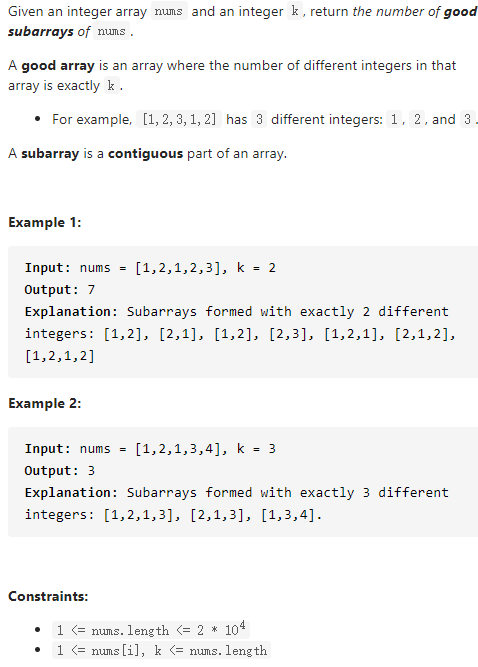 Given an integer array nums and an integer k, return the number of good
subarrays of nums.
A good array is an array where the number of different integers in that
array is exactly k.
• For example, [1,2,3,1,2] has 3 different integers: 1, 2, and 3.
A subarray is a contiguous part of an array.
Example 1:
Input: nums = [1,2,1,2,3], k = 2
Output: 7
Explanation: Subarrays formed with exactly 2 different
integers: [1,2], [2,1], [1,2], [2,3], [1,2,1], [2,1,2],
[1,2,1,2]
Example 2:
Input: nums = [1,2,1,3,4], k = 3
Output: 3
Explanation: Subarrays formed with exactly 3 different
integers: [1,2,1,3], [2,1,3], [1,3,4].
Constraints:
• 1 <= nums.length <= 2 * 10⁴
• 1 <= nums[i], k <= nums.length